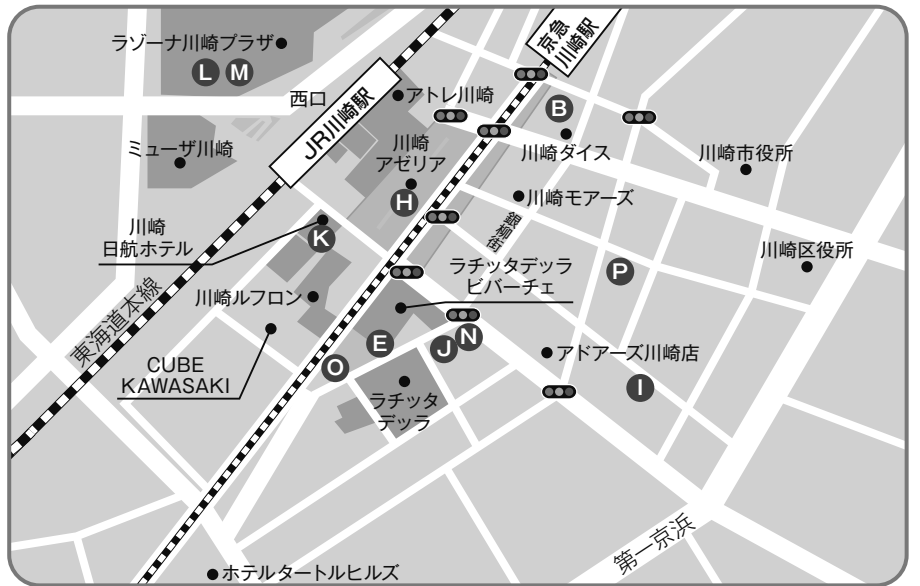 ラゾーナ川崎プラザ
L M
西口
JR川崎駅
アトレ川崎
京急
川崎駅
B
川崎ダイス
川崎市役所
ミューザ川崎
川崎
アゼリア
H
川崎モアーズ
銀柳街
川崎
日航ホテル
K
川崎区役所
ラチッタデッラ
ビバーチェ
P
東海道本線
川崎ルフロン
CUBE
KAWASAKI
O
E
J
N
アドアーズ川崎店
I
ラチッタ
デッラ
第一京浜
ホテルタートルヒルズ